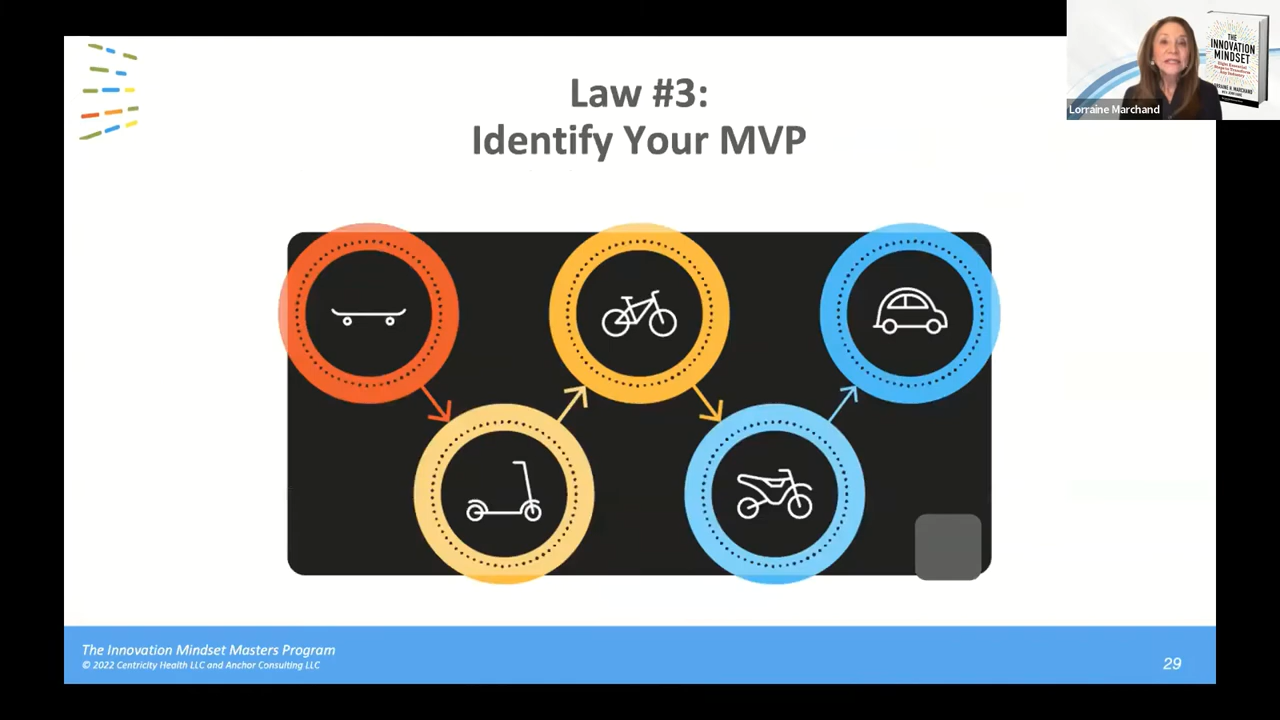 Law #3:
Identify Your MVP
THE
INNOVATION
MINDSET
Lorraine Marchand
The Innovation Mindset Masters Program
© 2022 Centricity Health LLC and Anchor Consulting LLC
29